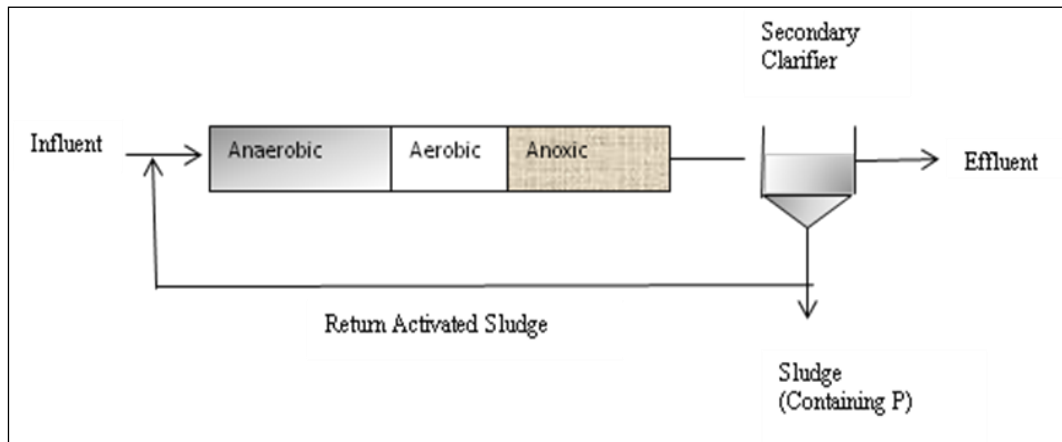 Secondary
Clarifier
Influent
Anaerobic
Aerobic
Anoxic
Effluent
Return Activated Sludge
Sludge
(Containing P)